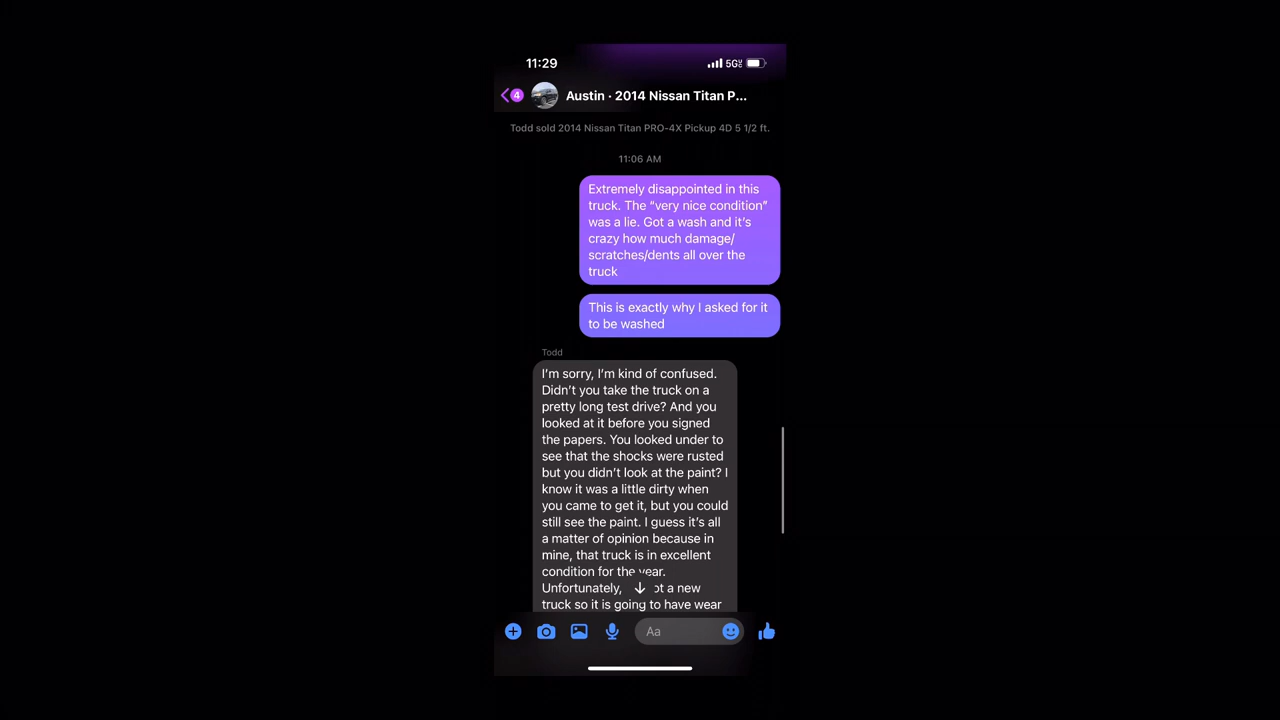 11:29
5G
4
Austin · 2014 Nissan Titan P...
Todd sold 2014 Nissan Titan PRO-4X Pickup 4D 5 1/2 ft.
11:06 AM
Extremely disappointed in this
truck. The “very nice condition”
was a lie. Got a wash and it’s
crazy how much damage/
scratches/dents all over the
truck
This is exactly why I asked for it
to be washed
Todd
I’m sorry, I’m kind of confused.
Didn’t you take the truck on a
pretty long test drive? And you
looked at it before you signed
the papers. You looked under to
see that the shocks were rusted
but you didn’t look at the paint? I
know it was a little dirty when
you came to get it, but you could
still see the paint. I guess it’s all
a matter of opinion because in
mine, that truck is in excellent
condition for the year.
Unfortunately, a new
truck so it is going to have wear
Aa